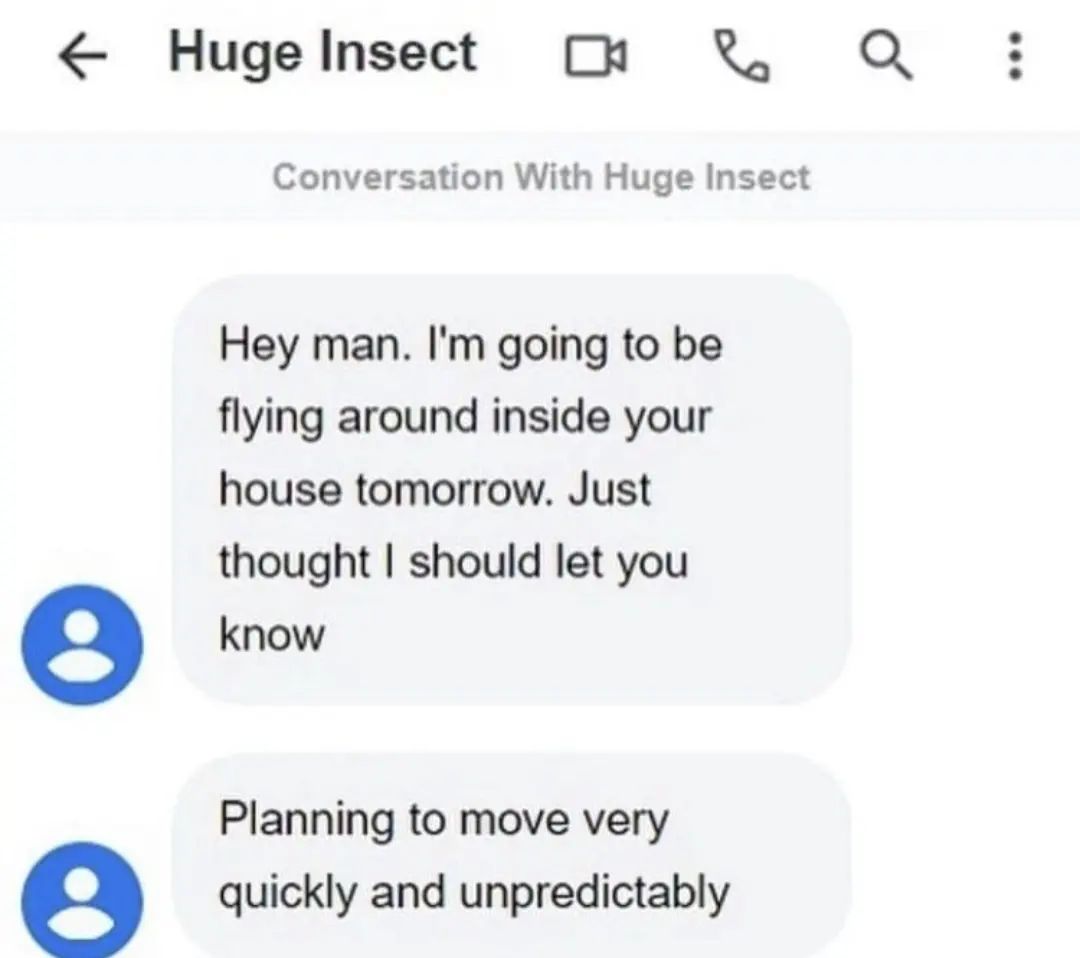 Huge Insect
Conversation With Huge Insect
Hey man. I'm going to be
flying around inside your
house tomorrow. Just
thought I should let you
know
Planning to move very
quickly and unpredictably